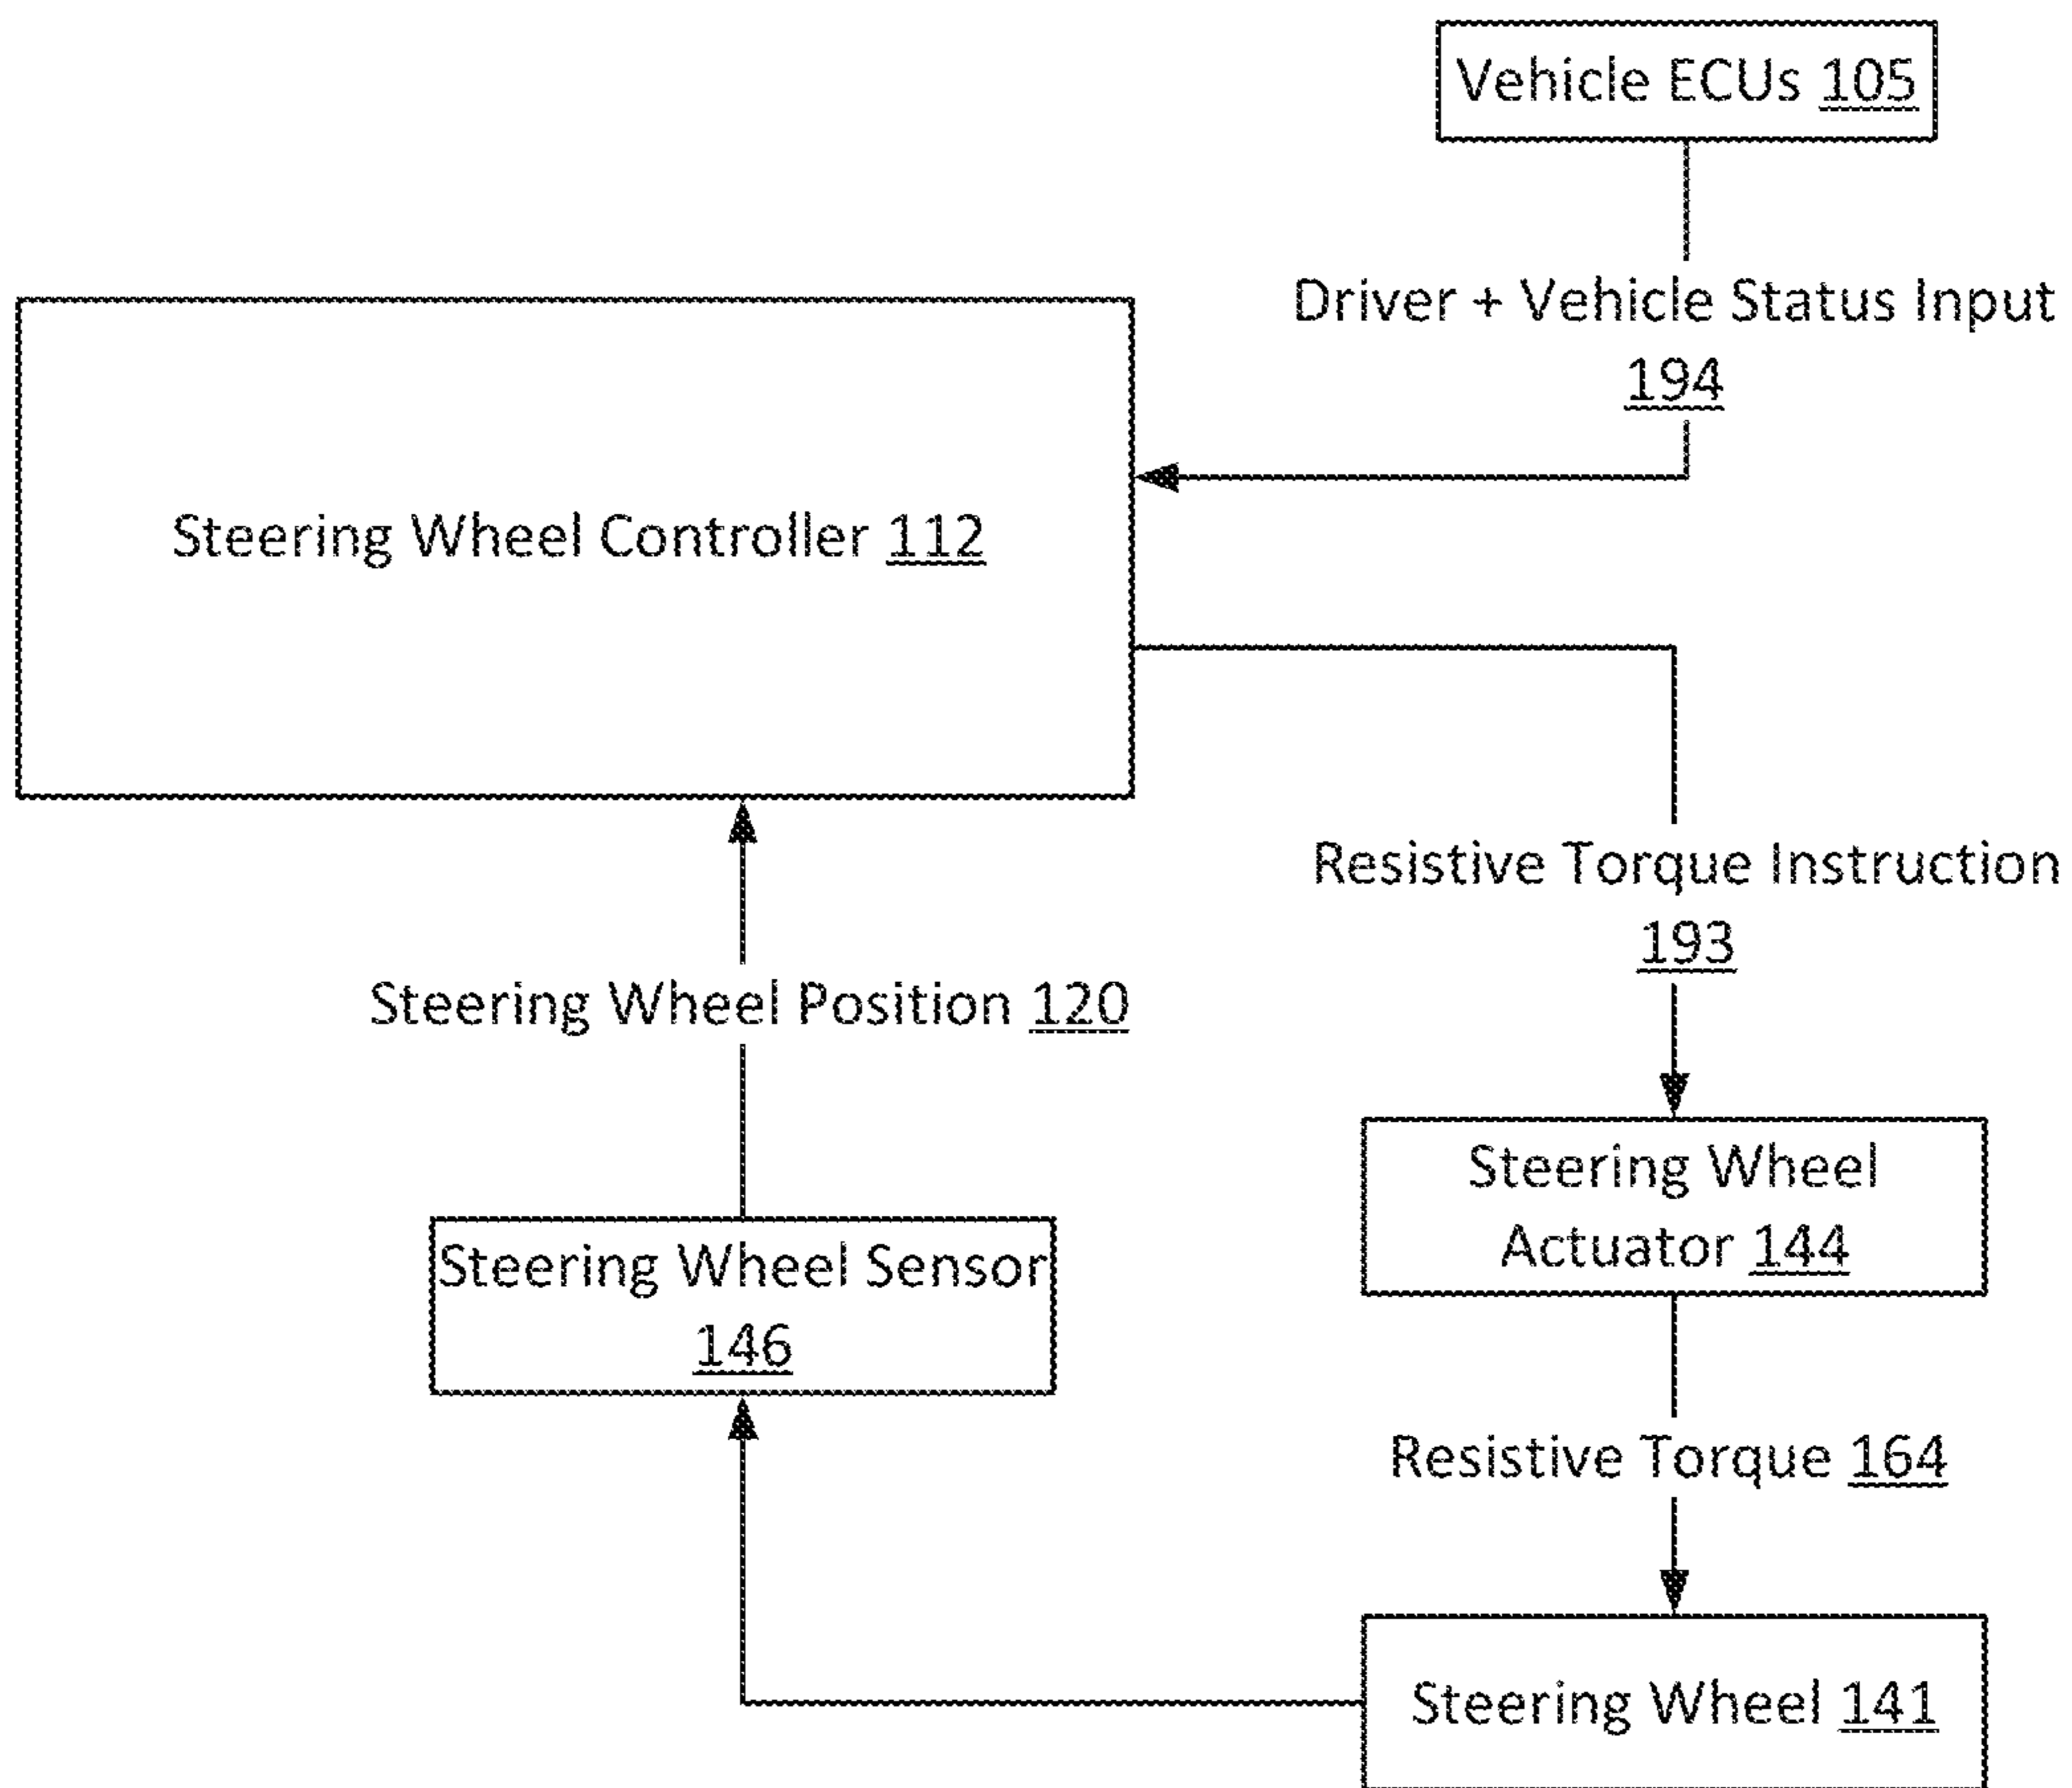 Vehicle ECUs 105
Driver + Vehicle Status Input
194
Steering Wheel Controller 112
Resistive Torque Instruction
193
Steering Wheel Position 120
Steering Wheel
Actuator 144
Steering Wheel Sensor
146
Resistive Torque 164
Steering Wheel 141